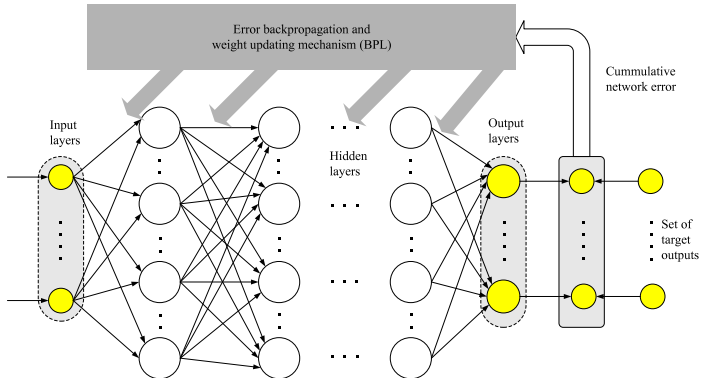 Error backpropagation and
weight updating mechanism (BPL)
Cummulative
network error
Input
layers
Hidden
layers
Output
layers
Set of
target
outputs